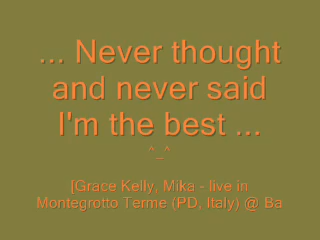 ... Never thought
and never said
I'm the best ...
^_^
[Grace Kelly, Mika - live in
Montegrotto Terme (PD, Italy) @ Ba